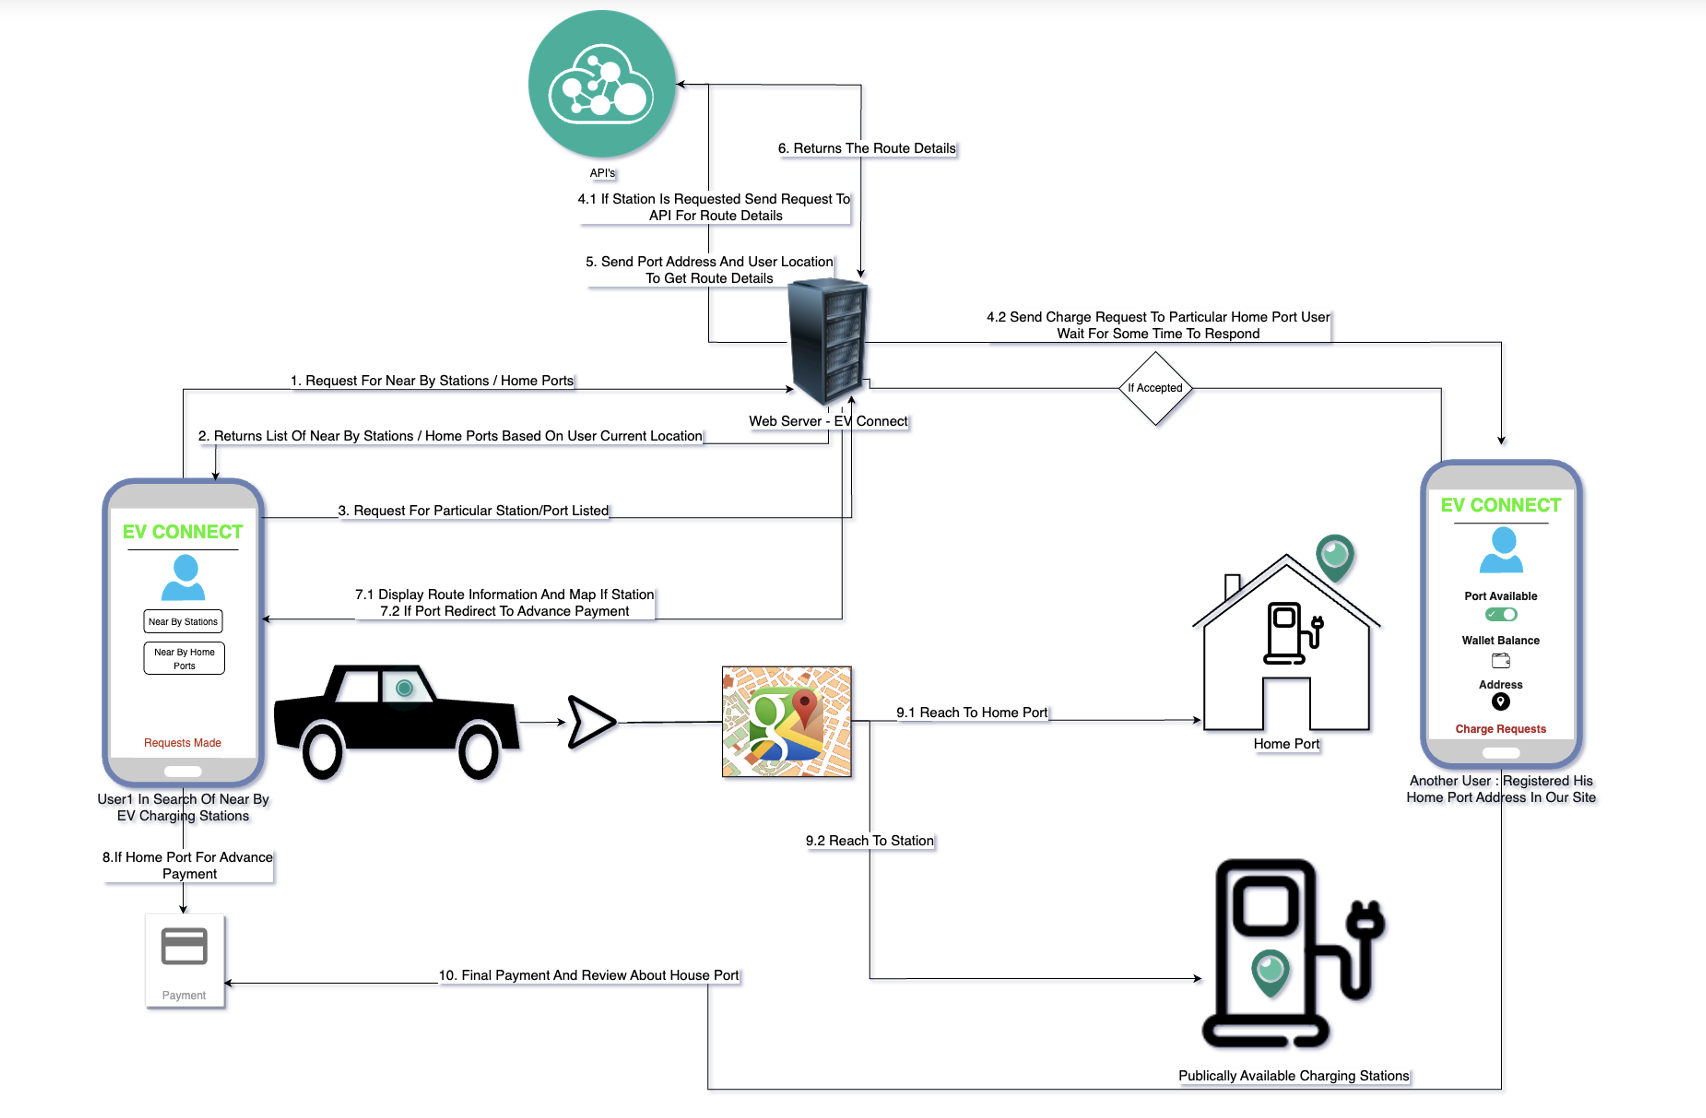 API's
6. Returns The Route Details
4.1 If Station Is Requested Send Request To
API For Route Details
5. Send Port Address And User Location
To Get Route Details
4.2 Send Charge Request To Particular Home Port User
Wait For Some Time To Respond
1. Request For Near By Stations / Home Ports
If Accepted
Web Server - EV Connect
2. Returns List Of Near By Stations / Home Ports Based On User Current Location
3. Request For Particular Station/Port Listed
EV CONNECT
Near By Stations
Near By Home
Ports
Requests Made
User1 In Search Of Near By
EV Charging Stations
7.1 Display Route Information And Map If Station
7.2 If Port Redirect To Advance Payment
g
9.1 Reach To Home Port
Home Port
EV CONNECT
Port Available
Wallet Balance
Address
Charge Requests
Another User : Registered His
Home Port Address In Our Site
9.2 Reach To Station
8.If Home Port For Advance
Payment
Payment
10. Final Payment And Review About House Port
Publically Available Charging Stations